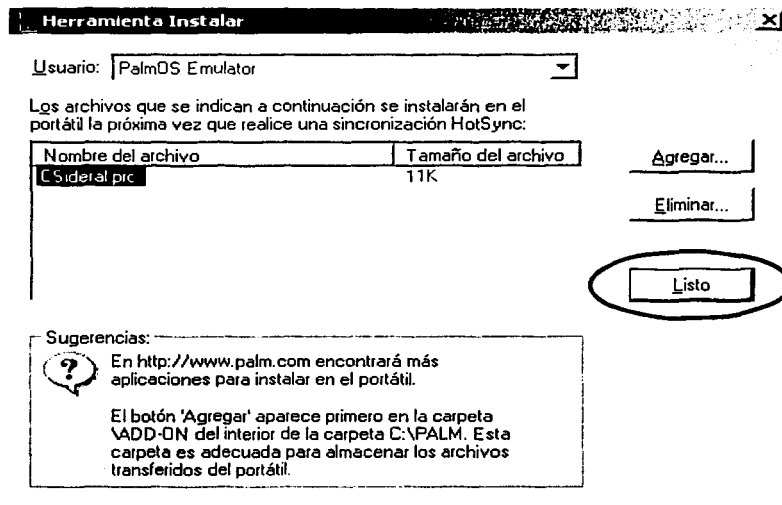 Herramienta Instalar
Usuario: PalmOS Emulator
Los archivos que se indican a continuación se instalarán en el
portátil la próxima vez que realice una sincronización HotSync:
Nombre del archivo Tamaño del archivo
CSideral.prc 11K
Agregar...
Eliminar...
Listo
Sugerencias:
En http://www.palm.com encontrará más
aplicaciones para instalar en el portátil.
El botón 'Agregar' aparece primero en la carpeta
\ADD-ON del interior de la carpeta C:\PALM. Esta
carpeta es adecuada para almacenar los archivos
transferidos del portátil.